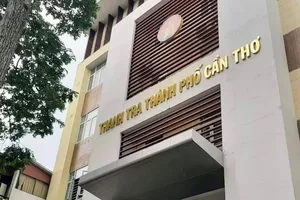 THANH TRA THÀNH PHỐ CẦN THƠ